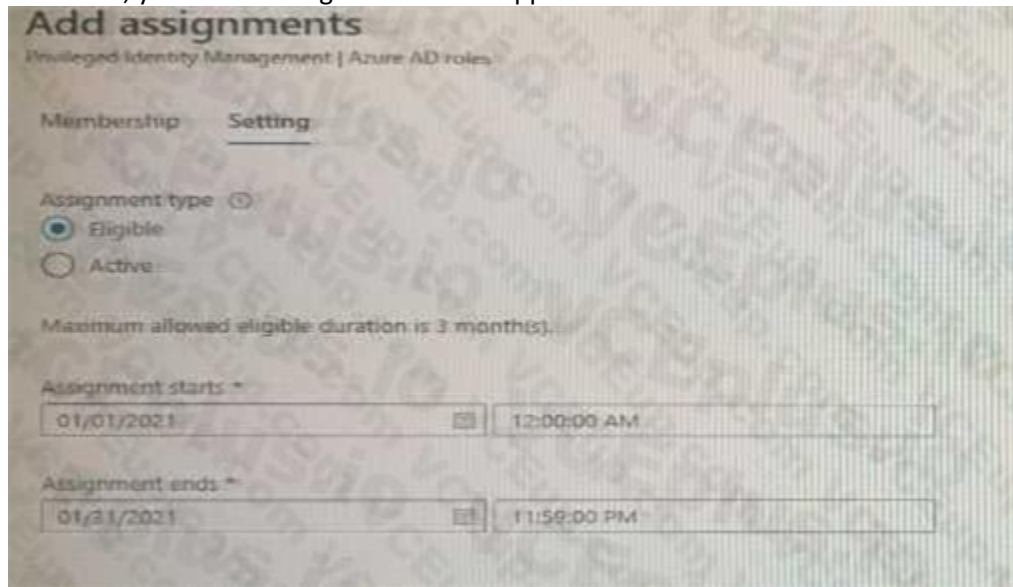 Add assignments
Privileged Identity Management | Azure AD roles
Membership Setting
Assignment type
Eligible
Active
Maximum allowed eligible duration is 3 month(s).
Assignment starts *
01/01/2021 12:00:00 AM
Assignment ends *
01/31/2021 11:59:00 PM